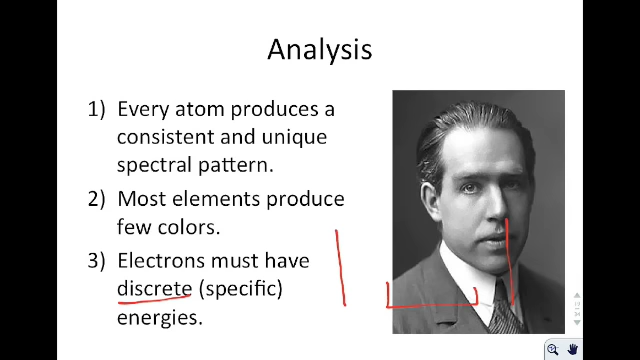 Analysis
1) Every atom produces a
consistent and unique
spectral pattern.
2) Most elements produce
few colors.
3) Electrons must have
discrete (specific)
energies.